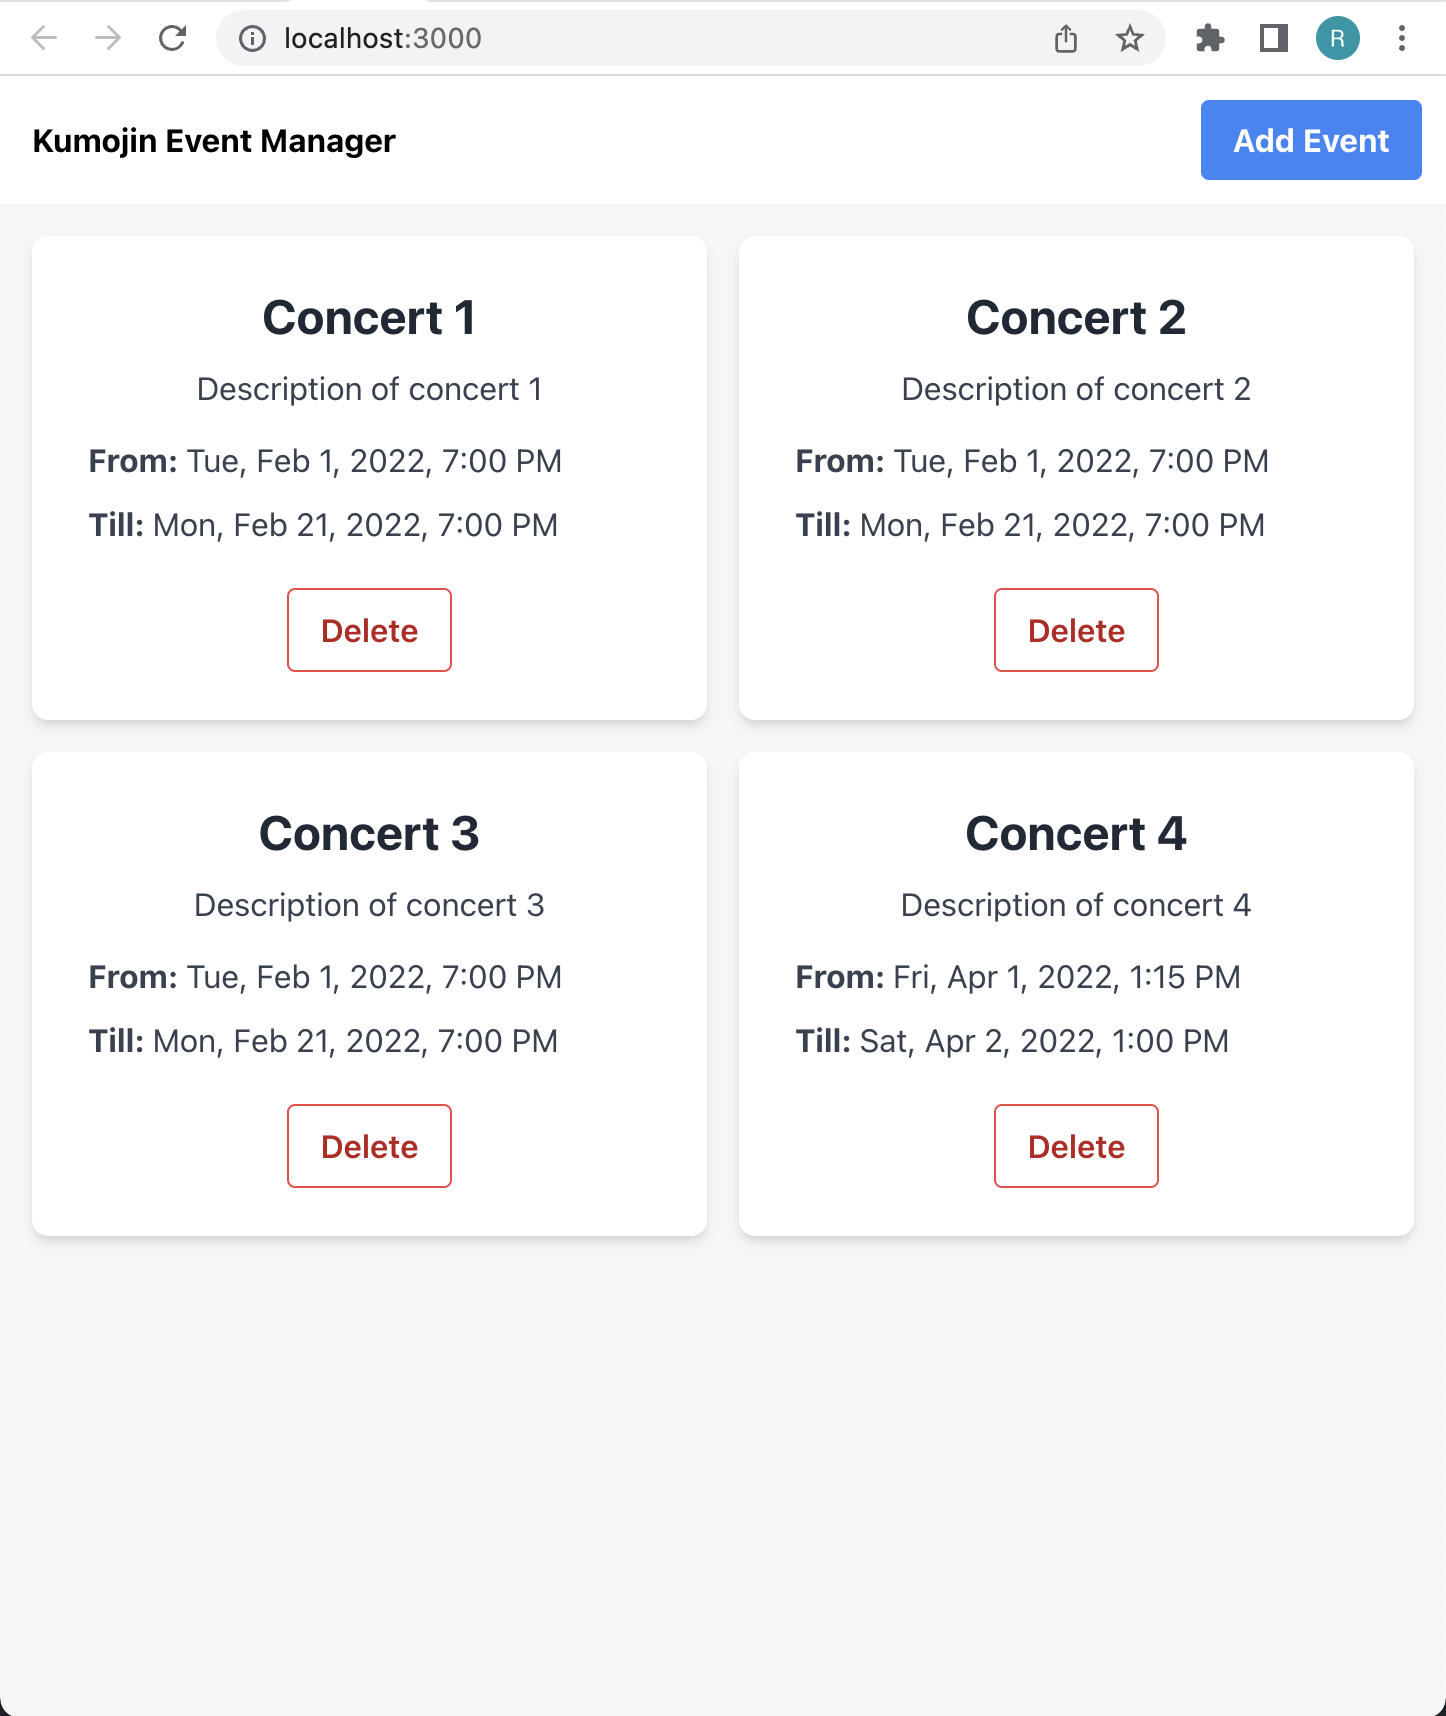 localhost:3000
R
Kumojin Event Manager
Add Event
Concert 1
Description of concert 1
From: Tue, Feb 1, 2022, 7:00 PM
Till: Mon, Feb 21, 2022, 7:00 PM
Delete
Concert 2
Description of concert 2
From: Tue, Feb 1, 2022, 7:00 PM
Till: Mon, Feb 21, 2022, 7:00 PM
Delete
Concert 3
Description of concert 3
From: Tue, Feb 1, 2022, 7:00 PM
Till: Mon, Feb 21, 2022, 7:00 PM
Delete
Concert 4
Description of concert 4
From: Fri, Apr 1, 2022, 1:15 PM
Till: Sat, Apr 2, 2022, 1:00 PM
Delete